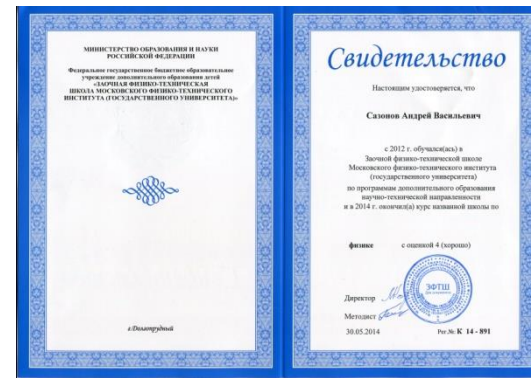 МИНИСТЕРСТВО ОБРАЗОВАНИЯ И НАУКИ
РОССИЙСКОЙ ФЕДЕРАЦИИ
Федеральное государственное бюджетное образовательное
учреждение дополнительного образования детей
«ЗАОЧНАЯ ФИЗИКО-ТЕХНИЧЕСКАЯ
ШКОЛА МОСКОВСКОГО ФИЗИКО-ТЕХНИЧЕСКОГО
ИНСТИТУТА (ГОСУДАРСТВЕННОГО УНИВЕРСИТЕТА)»
г.Долгопрудный
Свидетельство
Настоящим удостоверяется, что
Сазонов Андрей Васильевич
с 2012 г. обучался(ась) в
Заочной физико-технической школе
Московского физико-технического института
(государственного университета)
по программам дополнительного образования
научно-технической направленности
и в 2014 г. окончил(а) курс названной школы по
физике с оценкой 4 (хорошо)
ЗФТШ
Директор
Методист
30.05.2014 Рег.№ К 14 - 891